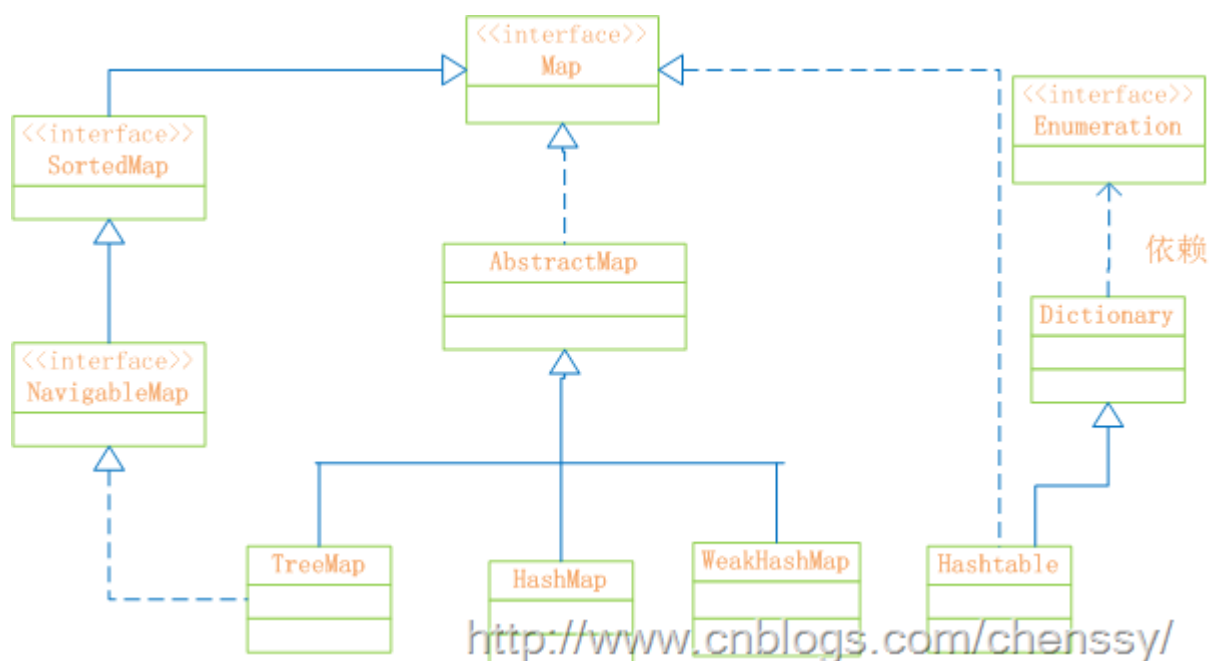 <<interface>>
Map
<<interface>>
Enumeration
<<interface>>
SortedMap
AbstractMap
依赖
Dictionary
<<interface>>
NavigableMap
TreeMap
HashMap
WeakHashMap
Hashtable
http://www.cnblogs.com/chenssy/